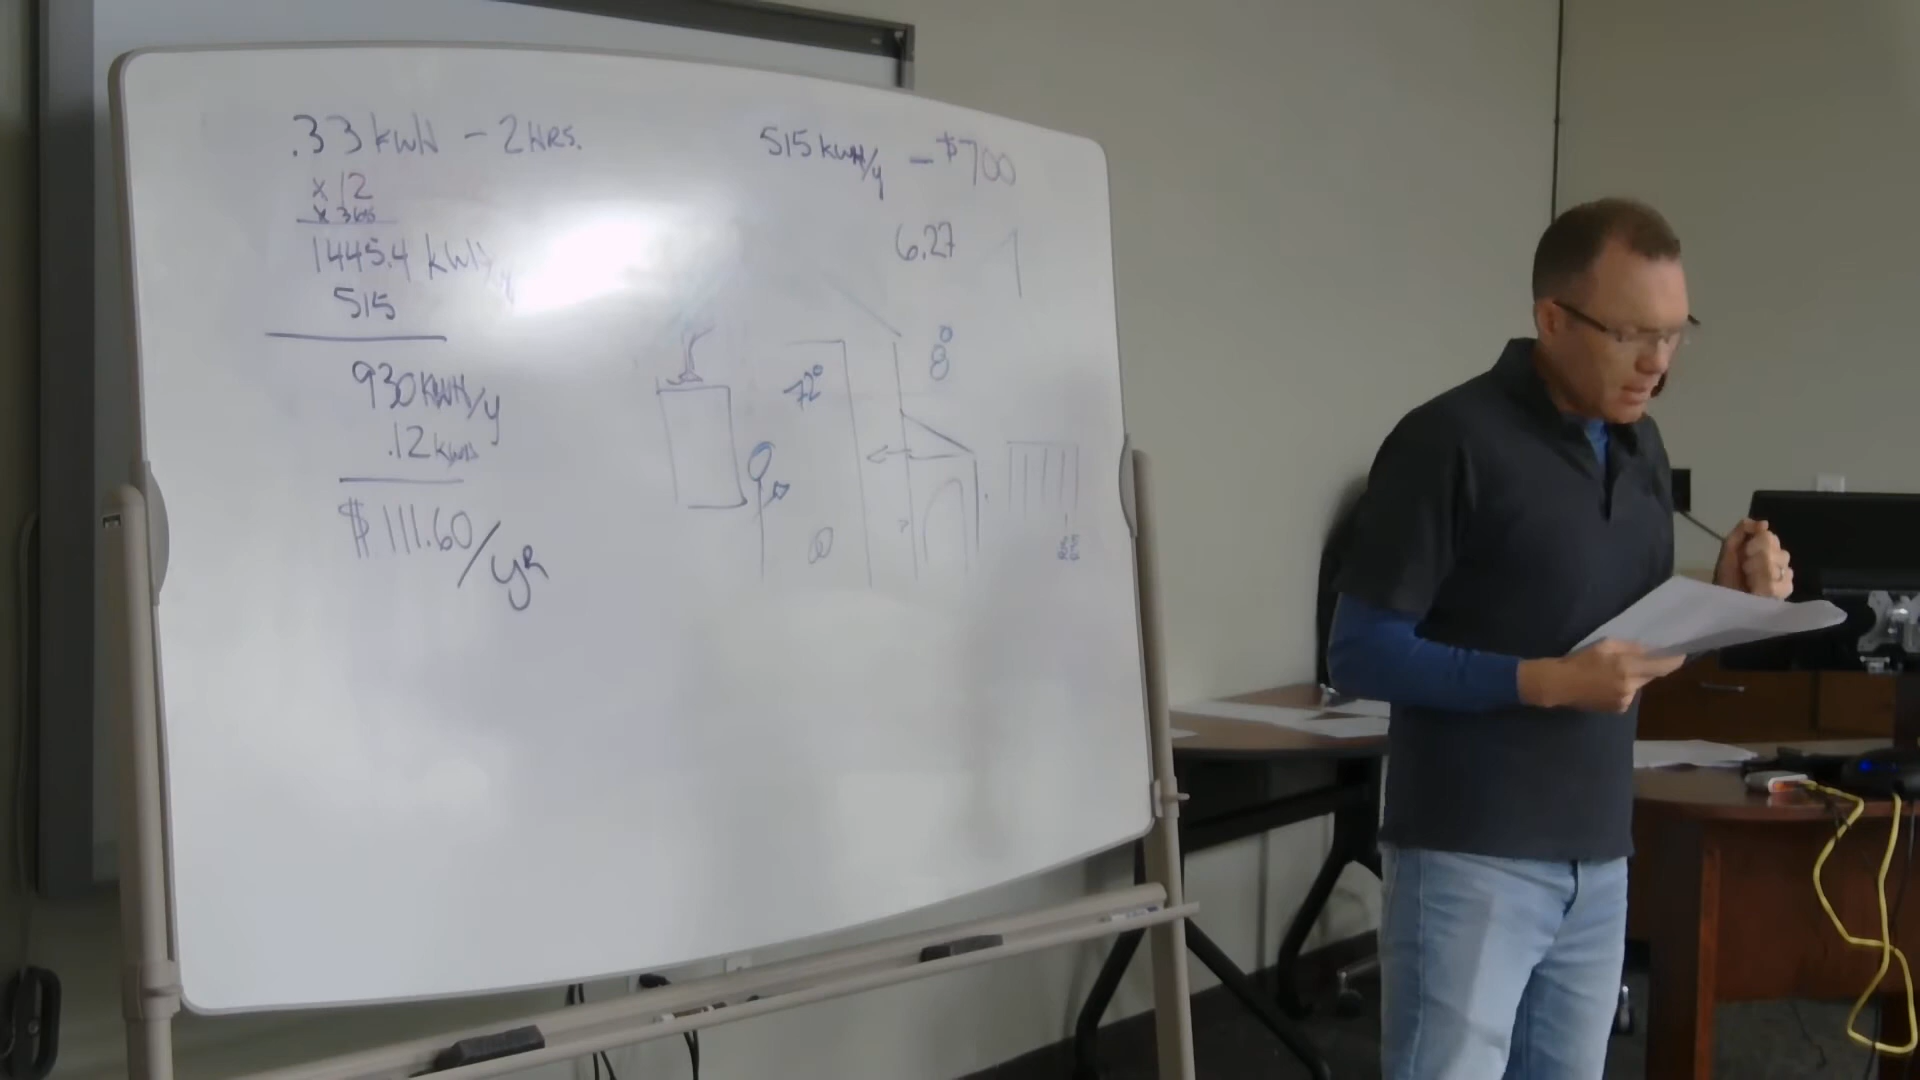 .33 kWH - 2 HRS.
x 12
x 365
1445.4 kWH/y
515
930 KWH/y
.12 kWH
$ 111.60/yR
515 kWH/y - $700
6.27
72°
8°